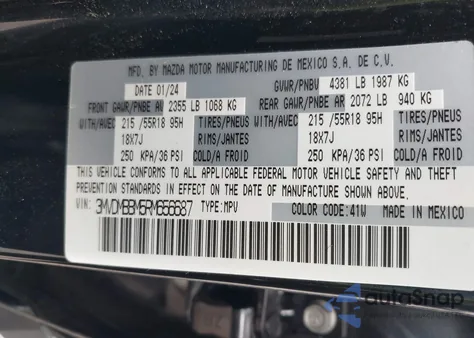 MFD. BY MAZDA MOTOR MANUFACTURING DE MEXICO S.A. DE C.V.
DATE 01/24 GVWR/PNBV 4381 LB 1987 KG
FRONT GAWR/PNBE AV 2355 LB 1068 KG REAR GAWR/PNBE AR 2072 LB 940 KG
WITH/AVEC 215 /55R18 95H TIRES/PNEUS WITH/AVEC 215 /55R18 95H TIRES/PNEUS
18X7J RIMS/JANTES 18X7J RIMS/JANTES
250 KPA/36 PSI COLD/A FROID 250 KPA/36 PSI COLD/A FROID
THIS VEHICLE CONFORMS TO ALL APPLICABLE FEDERAL MOTOR VEHICLE SAFETY AND THEFT
PREVENTION STANDARDS IN EFFECT ON THE DATE OF MANUFACTURE SHOWN ABOVE.
VIN: 3MVDMBBM5RM656687 TYPE: MPV COLOR CODE: 41W MADE IN MEXICO
autoSnap